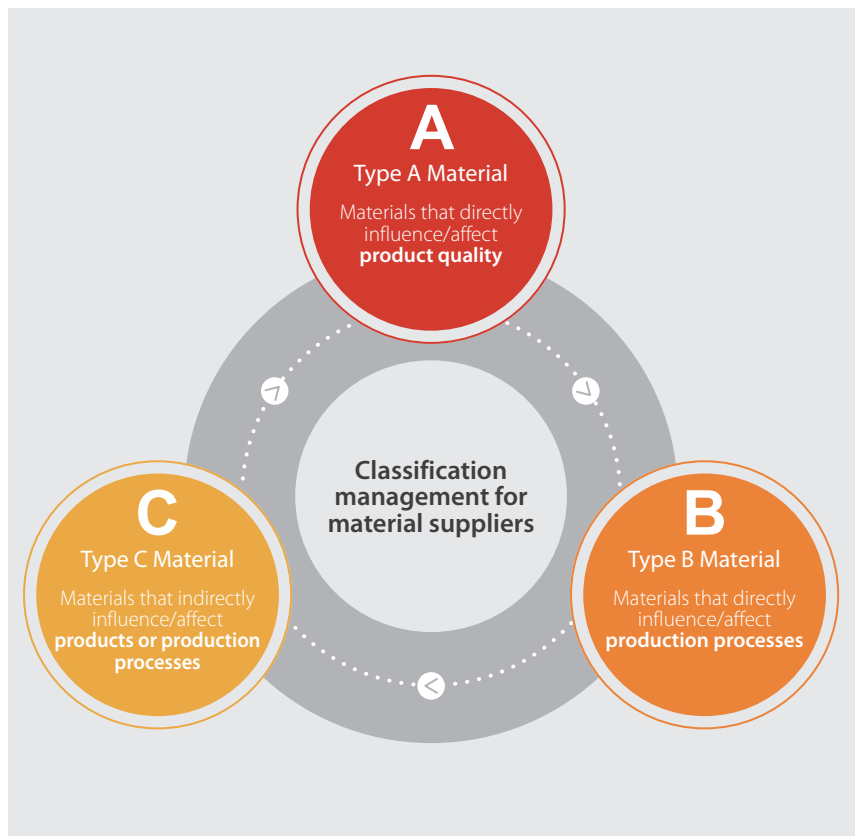 A
Type A Material
Materials that directly
influence/affect
product quality
Classification
management for
material suppliers
C
Type C Material
Materials that indirectly
influence/affect
products or production
processes
B
Type B Material
Materials that directly
influence/affect
production processes